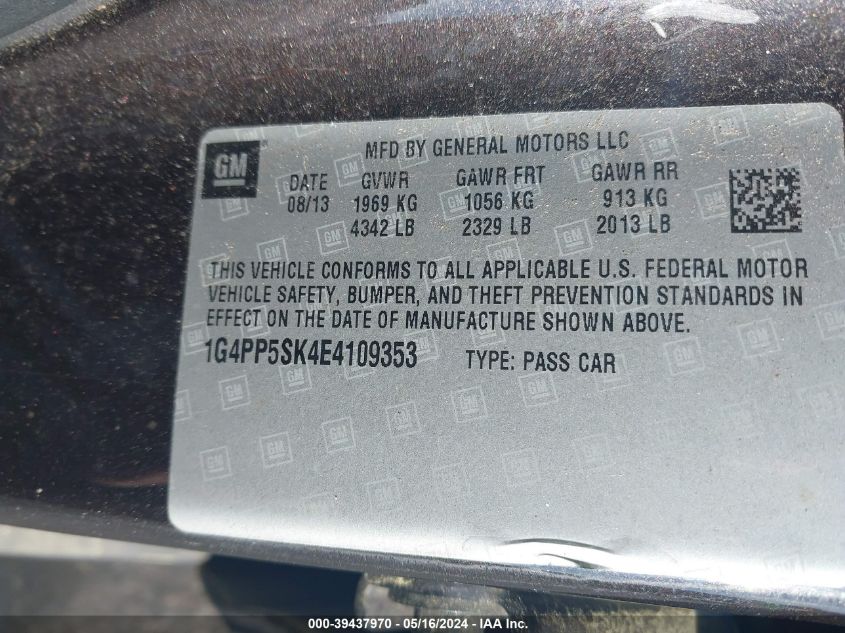 GM
MFD BY GENERAL MOTORS LLC
DATE GVWR GAWR FRT GAWR RR
08/13 1969 KG 1056 KG 913 KG
4342 LB 2329 LB 2013 LB
THIS VEHICLE CONFORMS TO ALL APPLICABLE U.S. FEDERAL MOTOR
VEHICLE SAFETY, BUMPER, AND THEFT PREVENTION STANDARDS IN
EFFECT ON THE DATE OF MANUFACTURE SHOWN ABOVE.
1G4PP5SK4E4109353 TYPE: PASS CAR
000-39437970 - 05/16/2024 - IAA Inc.